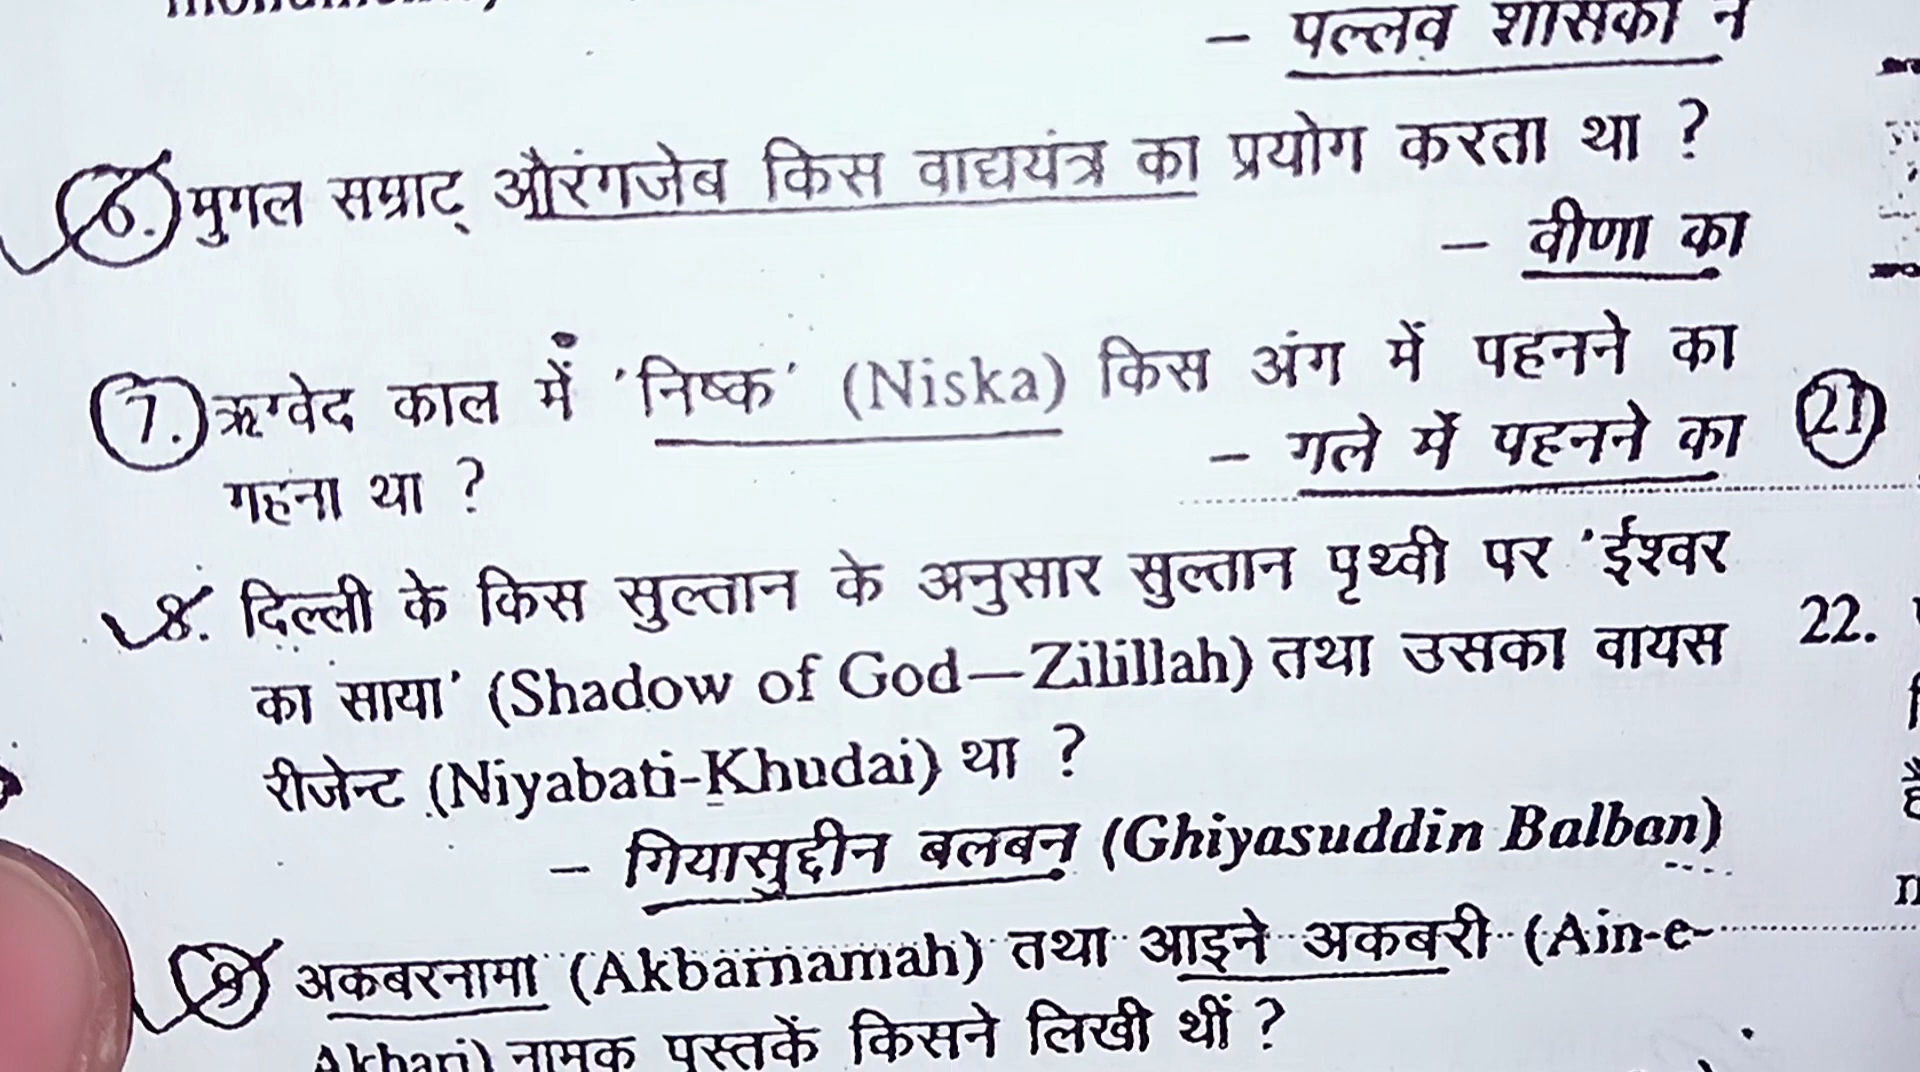 – पल्लव शासकों ने
6. मुगल सम्राट् औरंगजेब किस वाद्ययंत्र का प्रयोग करता था ?
– वीणा का
7. ऋग्वेद काल में 'निष्क' (Niska) किस अंग में पहनने का
गहना था ?
– गले में पहनने का
21
8. दिल्ली के किस सुल्तान के अनुसार सुल्तान पृथ्वी पर 'ईश्वर
का साया' (Shadow of God—Zilillah) तथा उसका वायस
रीजेन्ट (Niyabati-Khudai) था ?
22.
– गियासुद्दीन बलबन (Ghiyasuddin Balban)
9. अकबरनामा (Akbarnamah) तथा आइने अकबरी (Ain-e-
Akbari) नामक पुस्तकें किसने लिखी थीं ?